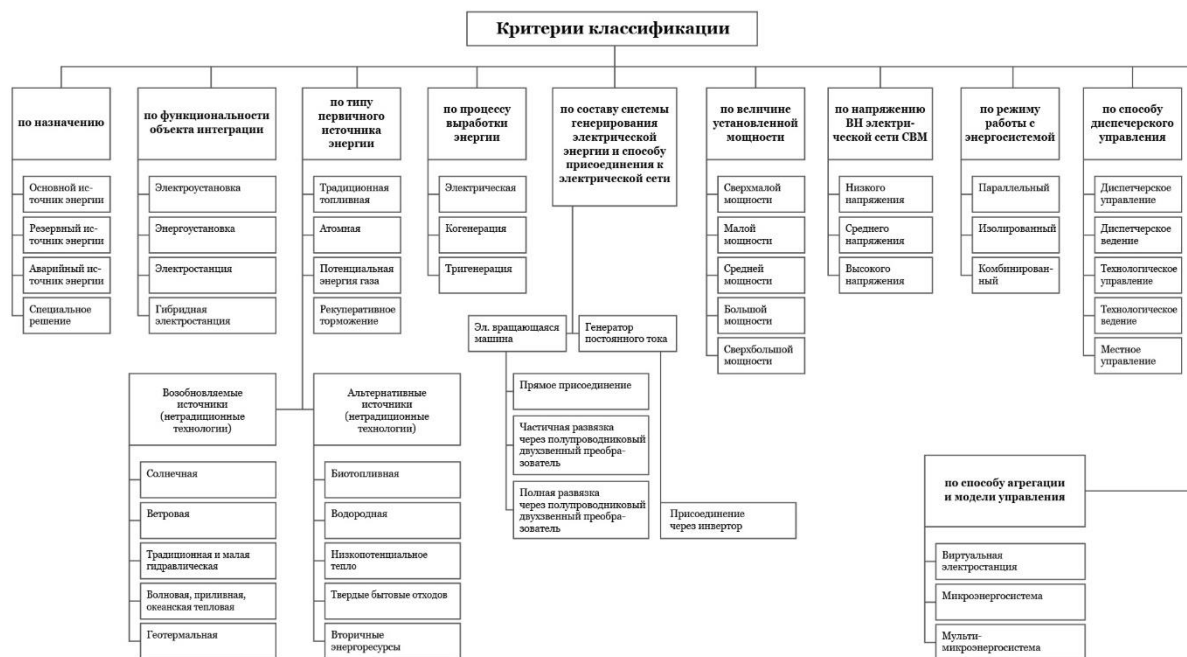 Критерии классификации
по назначению
Основной ис-
точник энергии
Резервный ис-
точник энергии
Аварийный ис-
точник энергии
Специальное
решение
по функциональности
объекта интеграции
Электроустановка
Энергоустановка
Электростанция
Гибридная
электростанция
по типу
первичного
источника
энергии
Традиционная
топливная
Атомная
Потенциальная
энергия газа
Рекуперативное
торможение
Возобновляемые
источники
(нетрадиционные
технологии)
Солнечная
Ветровая
Традиционная и малая
гидравлическая
Волновая, приливная,
океанская тепловая
Геотермальная
Альтернативные
источники
(нетрадиционные
технологии)
Биотопливная
Водородная
Низкопотенциальное
тепло
Твердые бытовые отходов
Вторичные
энергоресурсы
по процессу
выработки
энергии
Электрическая
Когенерация
Тригенерация
по составу системы
генерирования
электрической
энергии и способу
присоединения к
электрической сети
Эл. вращающаяся
машина
Прямое присоединение
Частичная развязка
через полупроводниковый
двухзвенный преобра-
зователь
Полная развязка
через полупроводниковый
двухзвенный преобра-
зователь
Генератор
постоянного тока
Присоединение
через инвертор
по величине
установленной
мощности
Сверхмалой
мощности
Малой
мощности
Средней
мощности
Большой
мощности
Сверхбольшой
мощности
по напряжению
ВН электри-
ческой сети СВМ
Низкого
напряжения
Среднего
напряжения
Высокого
напряжения
по режиму
работы с
энергосистемой
Параллельный
Изолированный
Комбинирован-
ный
по способу
диспечерского
управления
Диспетчерское
управление
Диспетчерское
ведение
Технологическое
управление
Технологическое
ведение
Местное
управление
по способу агрегации
и модели управления
Виртуальная
электростанция
Микроэнергосистема
Мульти-
микроэнергосистема